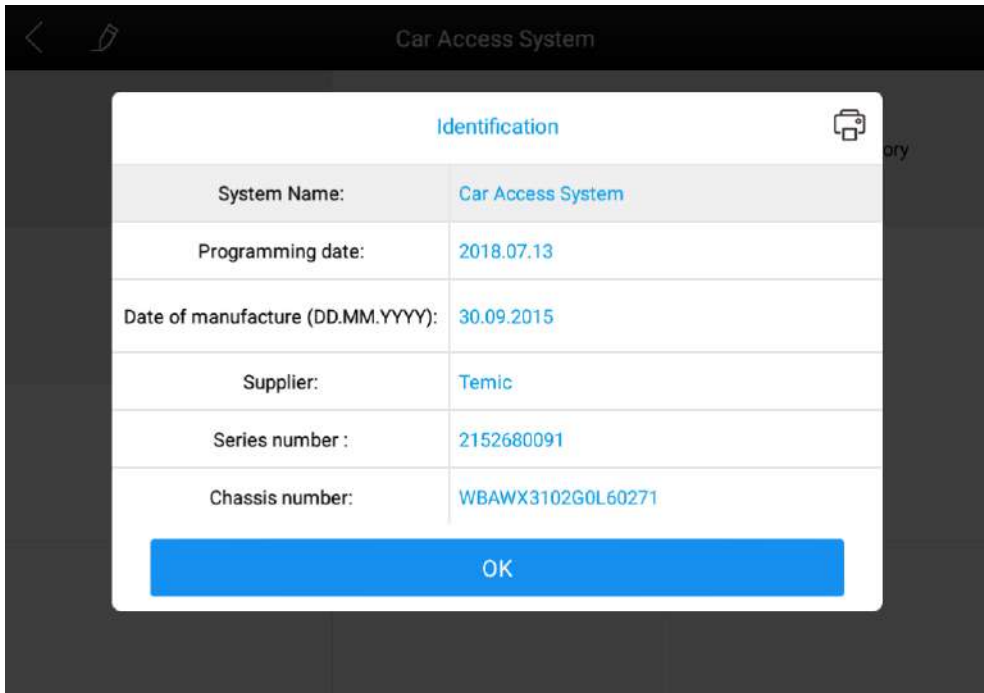 Car Access System
Identification
ory
System Name: Car Access System
Programming date: 2018.07.13
Date of manufacture (DD.MM.YYYY): 30.09.2015
Supplier: Temic
Series number : 2152680091
Chassis number: WBAWX3102G0L60271
OK